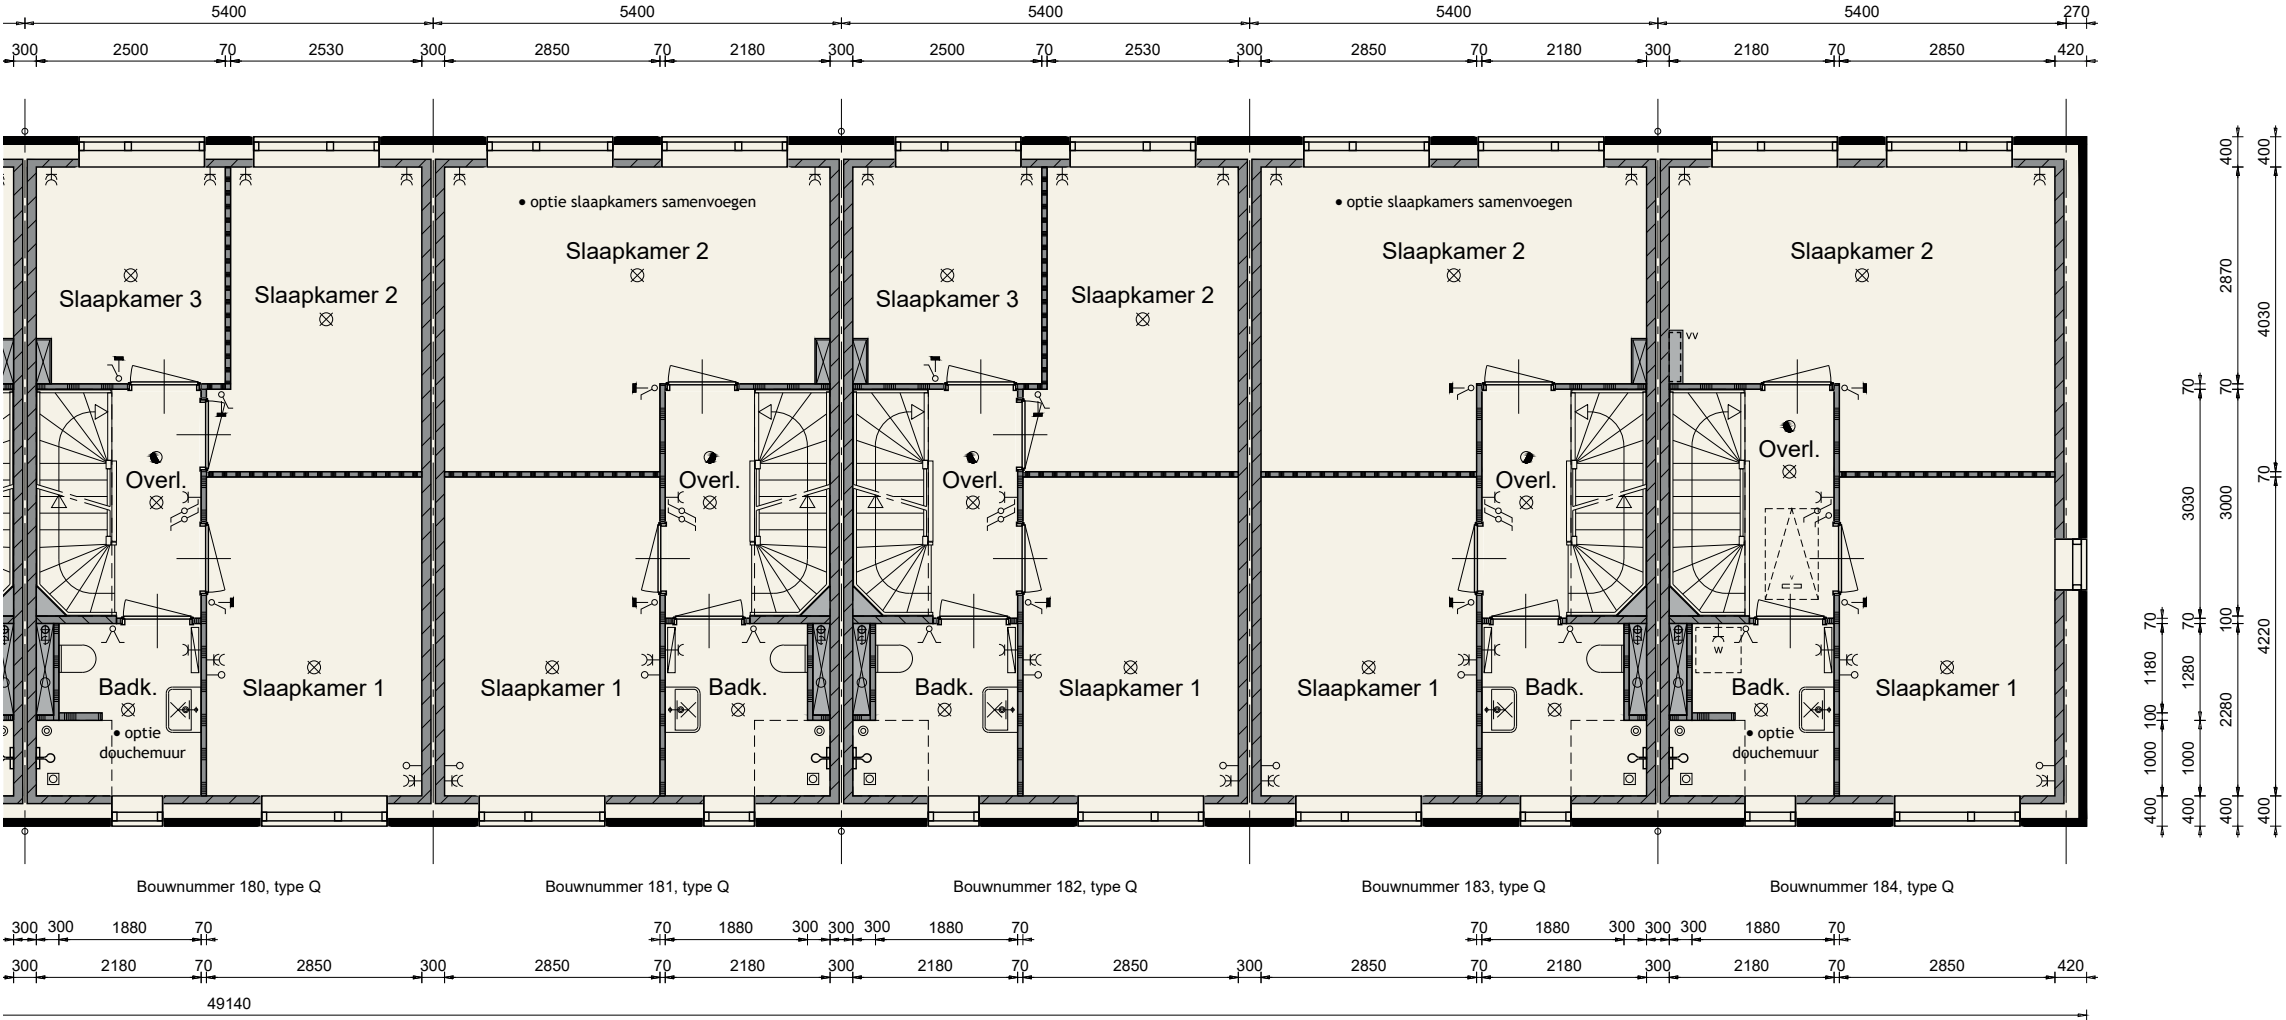 5400 5400 5400 5400 5400 270
300 2500 70 2530 300 2850 70 2180 300 2500 70 2530 300 2850 70 2180 300 2180 70 2850 420
• optie slaapkamers samenvoegen • optie slaapkamers samenvoegen
Slaapkamer 2 Slaapkamer 2 Slaapkamer 2
Slaapkamer 3 Slaapkamer 2 Slaapkamer 3 Slaapkamer 2
VV
Overl. Overl. Overl. Overl. Overl.
V
W
Slaapkamer 1 Slaapkamer 1 Slaapkamer 1 Slaapkamer 1 Slaapkamer 1
Badk. Badk. Badk. Badk. Badk.
• optie
douchemuur
• optie
douchemuur
400 1000 100 1180 70
400 1000 1280 70 3030 70
400 2280 100 3000 70 2870 400
400 4220 70 4030 400
Bouwnummer 180, type Q Bouwnummer 181, type Q Bouwnummer 182, type Q Bouwnummer 183, type Q Bouwnummer 184, type Q
300 300 1880 70 70 1880 300 300 300 1880 70 70 1880 300 300 300 1880 70
300 2180 70 2850 300 2850 70 2180 300 2180 70 2850 300 2850 70 2180 300 2180 70 2850 420
49140